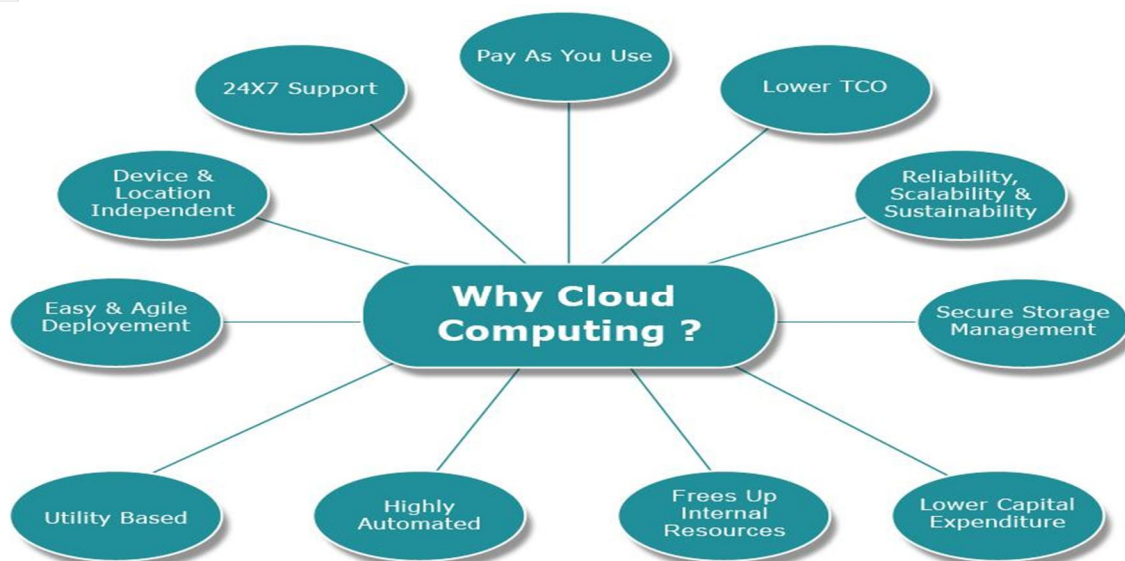 Pay As You Use
24X7 Support
Lower TCO
Device &
Location
Independent
Reliability,
Scalability &
Sustainability
Why Cloud
Computing ?
Easy & Agile
Deployement
Secure Storage
Management
Utility Based
Highly
Automated
Frees Up
Internal
Resources
Lower Capital
Expenditure